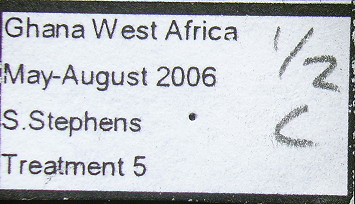 Ghana West Africa
May-August 2006
S.Stephens
Treatment 5
1/2
C